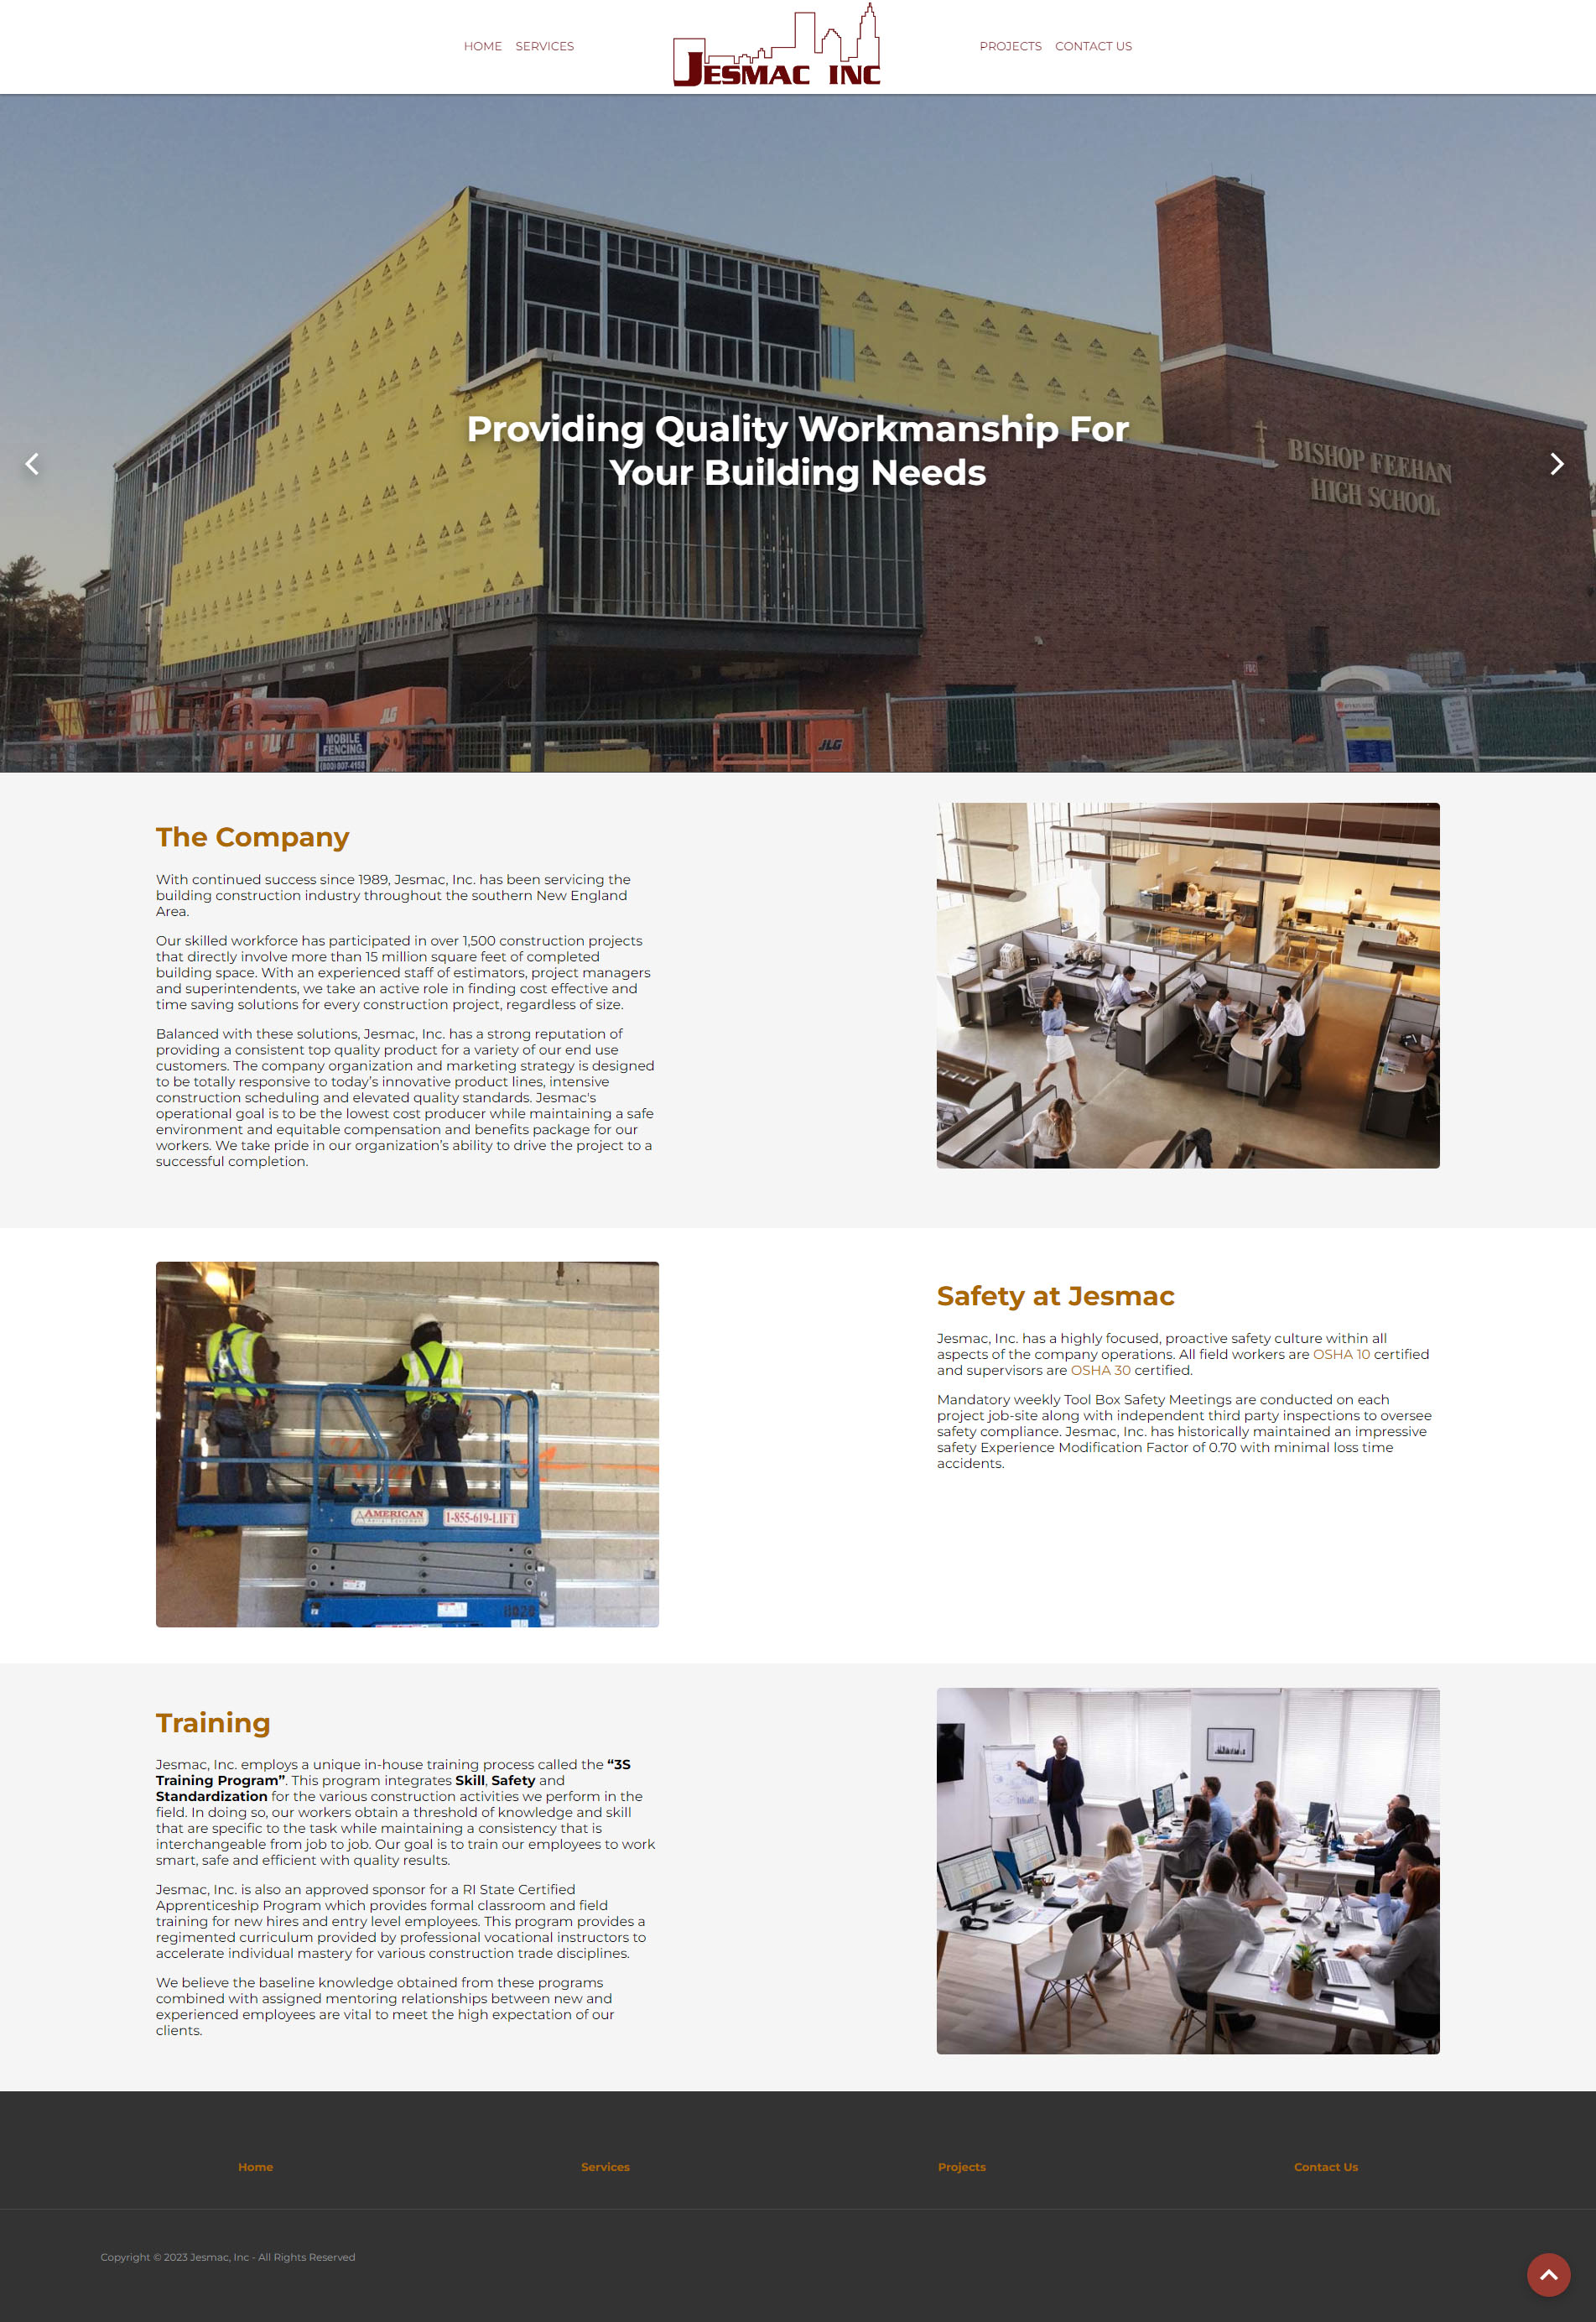 HOME SERVICES
JESMAC INC
PROJECTS CONTACT US
Providing Quality Workmanship For
Your Building Needs
BISHOP FEEHAN
HIGH SCHOOL
FDC
JLG
MOBILE
FENCING
JLG
The Company
With continued success since 1989, Jesmac, Inc. has been servicing the
building construction industry throughout the southern New England
Area.
Our skilled workforce has participated in over 1,500 construction projects
that directly involve more than 15 million square feet of completed
building space. With an experienced staff of estimators, project managers
and superintendents, we take an active role in finding cost effective and
time saving solutions for every construction project, regardless of size.
Balanced with these solutions, Jesmac, Inc. has a strong reputation of
providing a consistent top quality product for a variety of our end use
customers. The company organization and marketing strategy is designed
to be totally responsive to today’s innovative product lines, intensive
construction scheduling and elevated quality standards. Jesmac's
operational goal is to be the lowest cost producer while maintaining a safe
environment and equitable compensation and benefits package for our
workers. We take pride in our organization’s ability to drive the project to a
successful completion.
AMERICAN
1-855-619-LIFT
Safety at Jesmac
Jesmac, Inc. has a highly focused, proactive safety culture within all
aspects of the company operations. All field workers are OSHA 10 certified
and supervisors are OSHA 30 certified.
Mandatory weekly Tool Box Safety Meetings are conducted on each
project job-site along with independent third party inspections to oversee
safety compliance. Jesmac, Inc. has historically maintained an impressive
safety Experience Modification Factor of 0.70 with minimal loss time
accidents.
Training
Jesmac, Inc. employs a unique in-house training process called the “3S
Training Program”. This program integrates Skill, Safety and
Standardization for the various construction activities we perform in the
field. In doing so, our workers obtain a threshold of knowledge and skill
that are specific to the task while maintaining a consistency that is
interchangeable from job to job. Our goal is to train our employees to work
smart, safe and efficient with quality results.
Jesmac, Inc. is also an approved sponsor for a RI State Certified
Apprenticeship Program which provides formal classroom and field
training for new hires and entry level employees. This program provides a
regimented curriculum provided by professional vocational instructors to
accelerate individual mastery for various construction trade disciplines.
We believe the baseline knowledge obtained from these programs
combined with assigned mentoring relationships between new and
experienced employees are vital to meet the high expectation of our
clients.
Home
Services
Projects
Contact Us
Copyright © 2023 Jesmac, Inc - All Rights Reserved